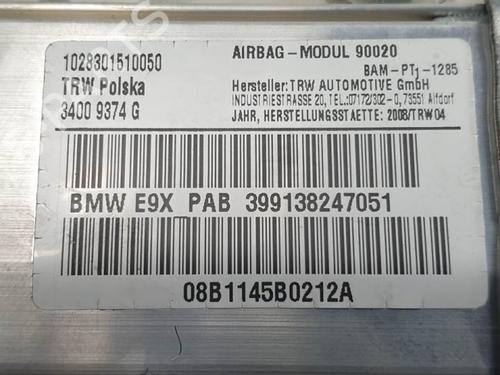 1028301510050
TRW Polska
3400 9374 G
AIRBAG-MODUL 90020
BAM-PT1-1285
Hersteller: TRW AUTOMOTIVE GmbH
INDUSTRIESTRASSE 20, TEL.:07172/302-0, 73551 Alfdorf
JAHR, HERSTELLUNGSSTAETTE: 2008/TRW04
BMW E9X PAB 399138247051
08B1145B0212A